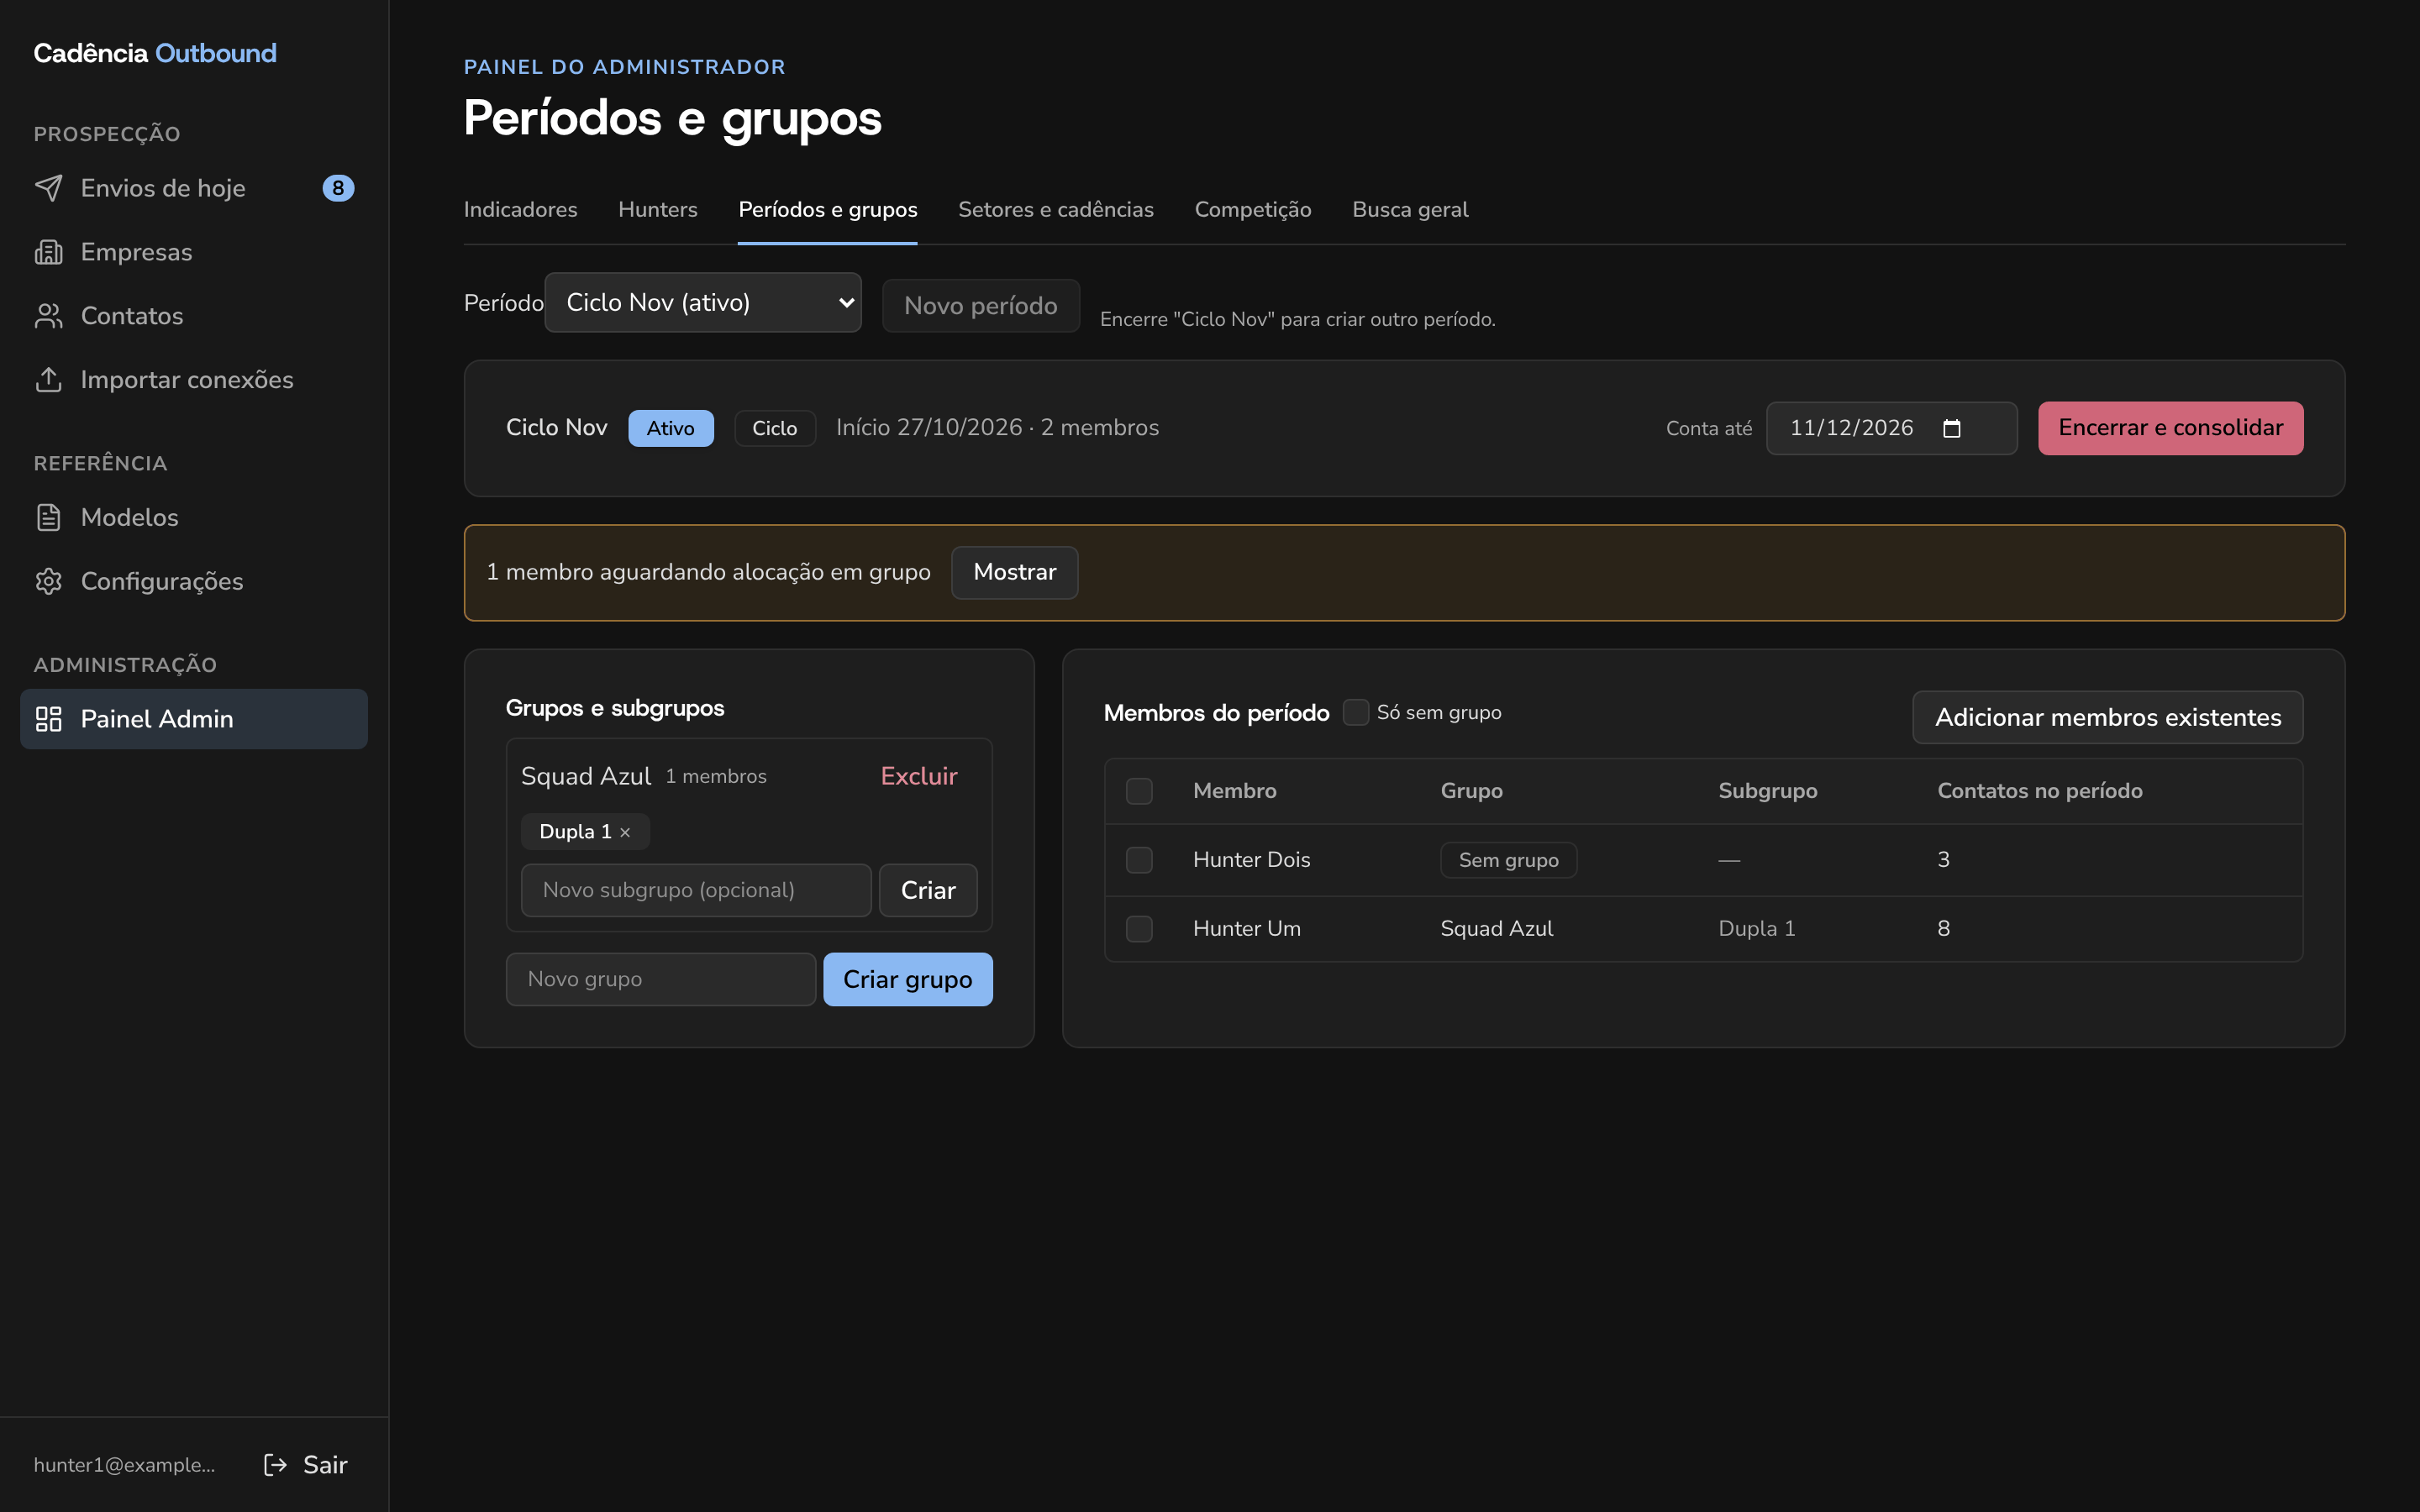 Cadência Outbound
PROSPECÇÃO
Envios de hoje 8
Empresas
Contatos
Importar conexões
REFERÊNCIA
Modelos
Configurações
ADMINISTRAÇÃO
Painel Admin
hunter1@example... Sair
PAINEL DO ADMINISTRADOR
Períodos e grupos
Indicadores Hunters Períodos e grupos Setores e cadências Competição Busca geral
Período Ciclo Nov (ativo) Novo período Encerre "Ciclo Nov" para criar outro período.
Ciclo Nov Ativo Ciclo Início 27/10/2026 · 2 membros Conta até 11/12/2026 Encerrar e consolidar
1 membro aguardando alocação em grupo Mostrar
Grupos e subgrupos
Squad Azul 1 membros Excluir
Dupla 1 ×
Novo subgrupo (opcional) Criar
Novo grupo Criar grupo
Membros do período Só sem grupo Adicionar membros existentes
Membro Grupo Subgrupo Contatos no período
Hunter Dois Sem grupo — 3
Hunter Um Squad Azul Dupla 1 8